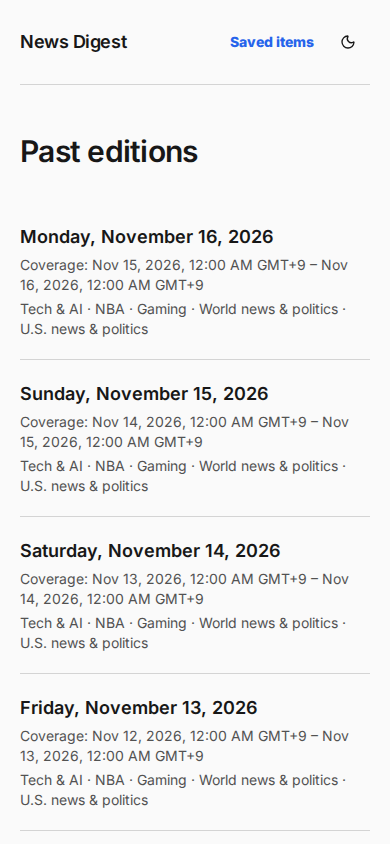 News Digest
Saved items
Past editions
Monday, November 16, 2026
Coverage: Nov 15, 2026, 12:00 AM GMT+9 – Nov
16, 2026, 12:00 AM GMT+9
Tech & AI · NBA · Gaming · World news & politics ·
U.S. news & politics
Sunday, November 15, 2026
Coverage: Nov 14, 2026, 12:00 AM GMT+9 – Nov
15, 2026, 12:00 AM GMT+9
Tech & AI · NBA · Gaming · World news & politics ·
U.S. news & politics
Saturday, November 14, 2026
Coverage: Nov 13, 2026, 12:00 AM GMT+9 – Nov
14, 2026, 12:00 AM GMT+9
Tech & AI · NBA · Gaming · World news & politics ·
U.S. news & politics
Friday, November 13, 2026
Coverage: Nov 12, 2026, 12:00 AM GMT+9 – Nov
13, 2026, 12:00 AM GMT+9
Tech & AI · NBA · Gaming · World news & politics ·
U.S. news & politics